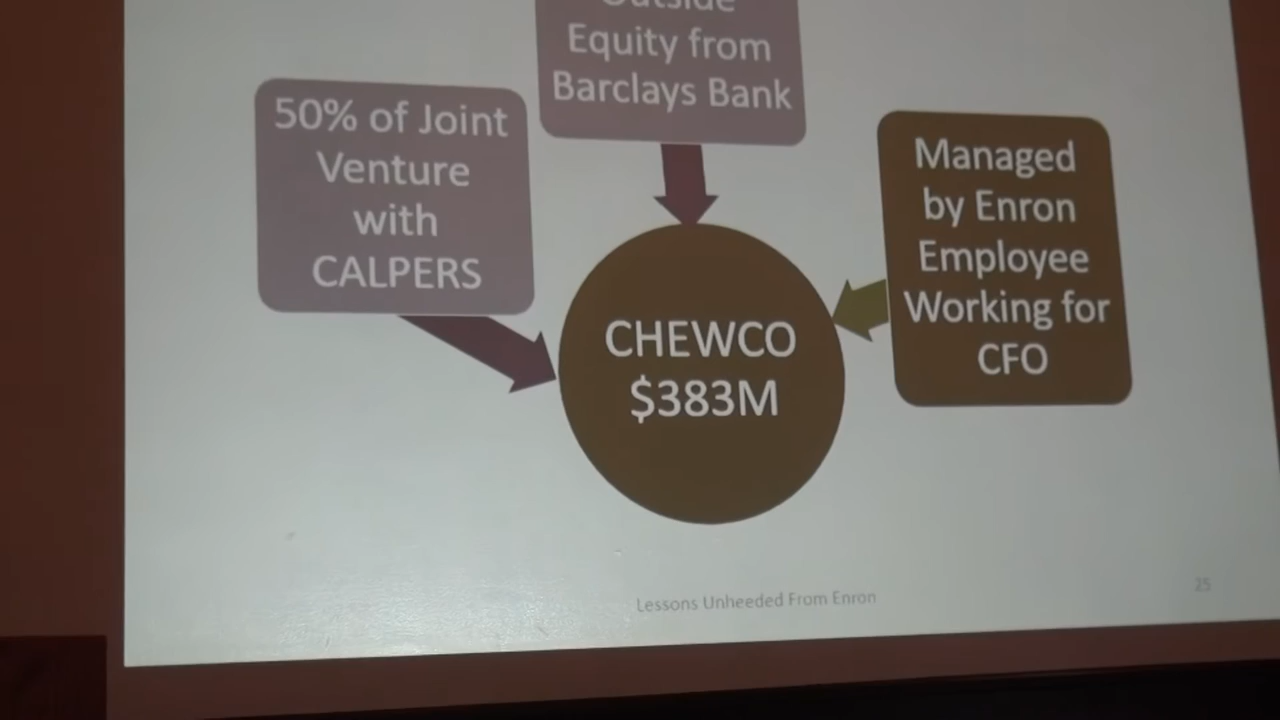 Outside
Equity from
Barclays Bank
50% of Joint
Venture
with
CALPERS
Managed
by Enron
Employee
Working for
CFO
CHEWCO
$383M
Lessons Unheeded From Enron
25